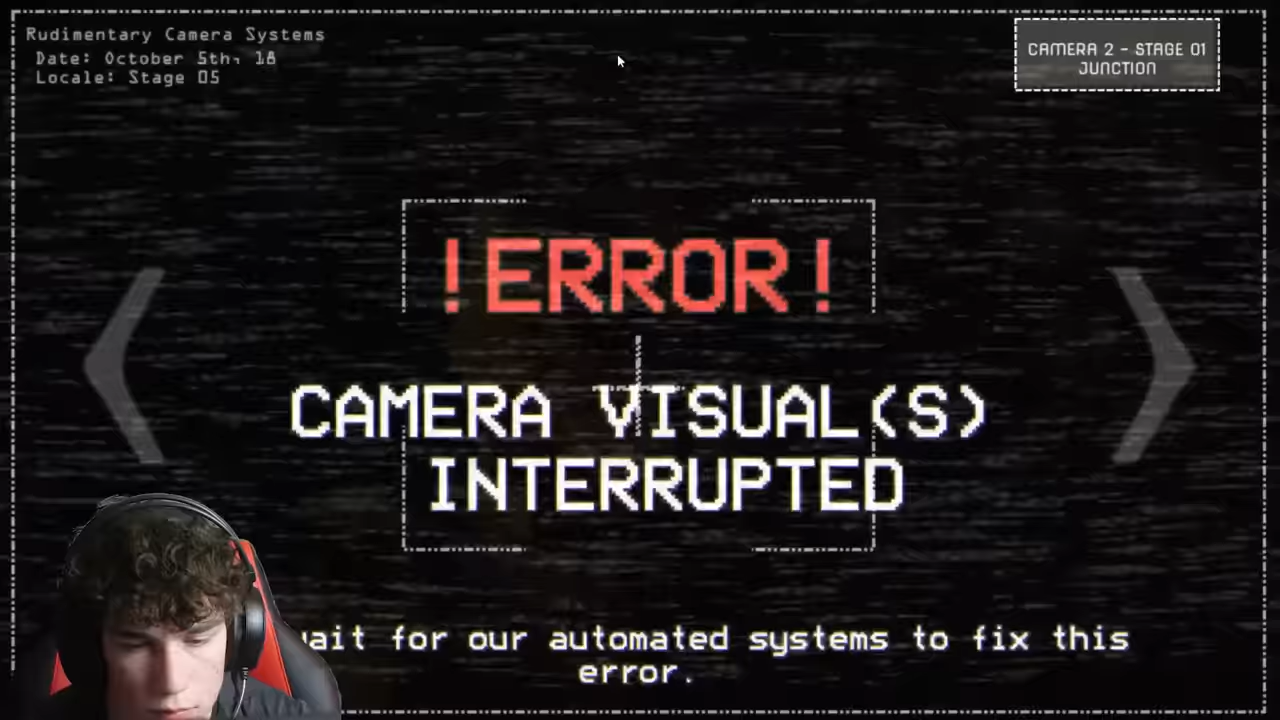 Rudimentary Camera Systems
Date: October 5th, 18
Locale: Stage 05
CAMERA 2 - STAGE 01
JUNCTION
!ERROR!
CAMERA VISUAL(S)
INTERRUPTED
wait for our automated systems to fix this
error.